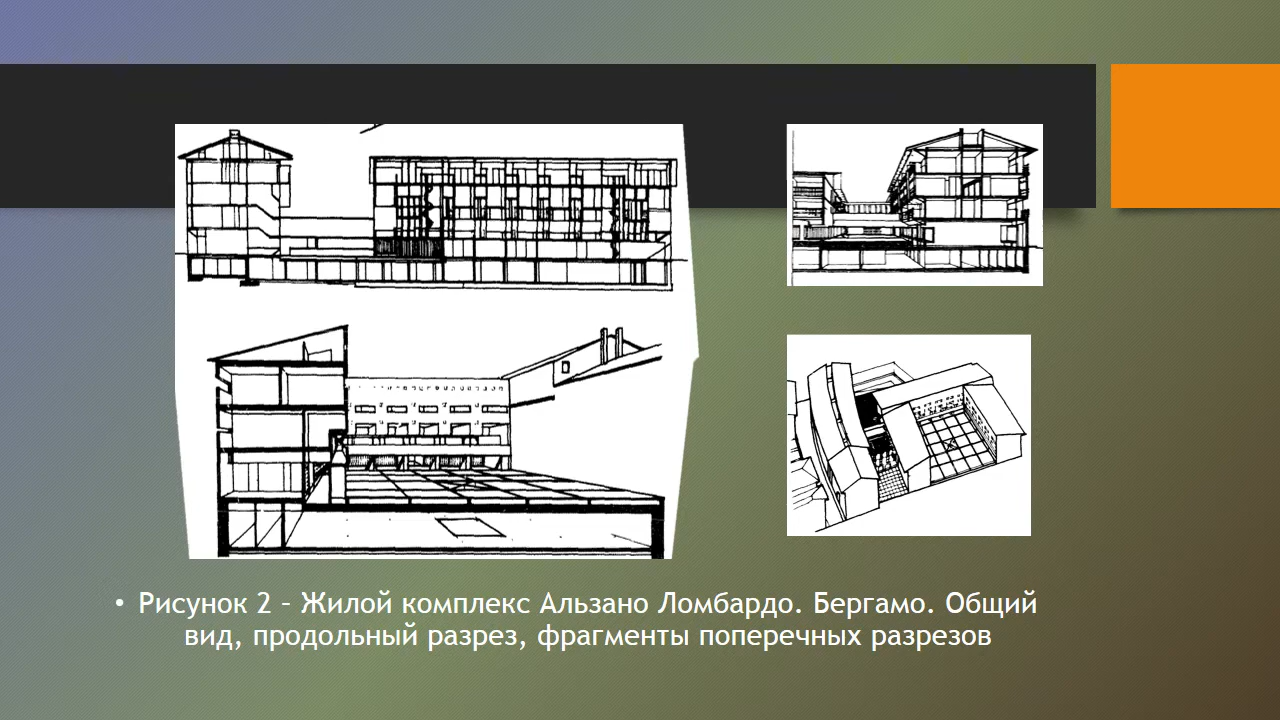 • Рисунок 2 – Жилой комплекс Альзано Ломбардо. Бергамо. Общий
вид, продольный разрез, фрагменты поперечных разрезов